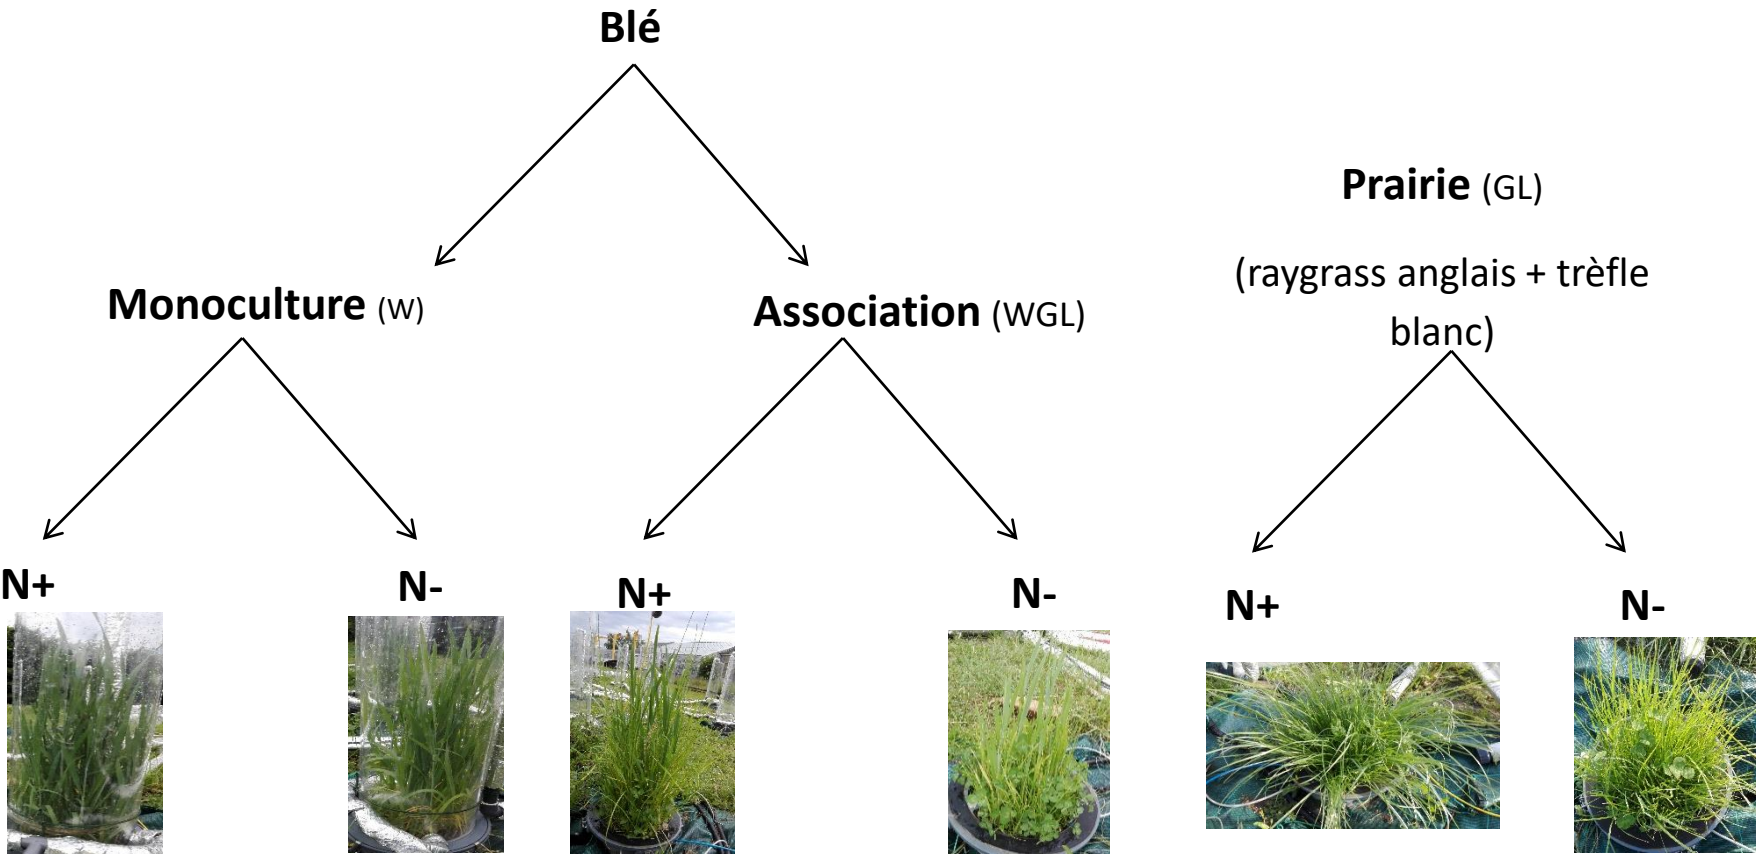 Blé
Prairie (GL)
(raygrass anglais + trèfle
blanc)
Monoculture (W)
Association (WGL)
N+
N-
N+
N-
N+
N-